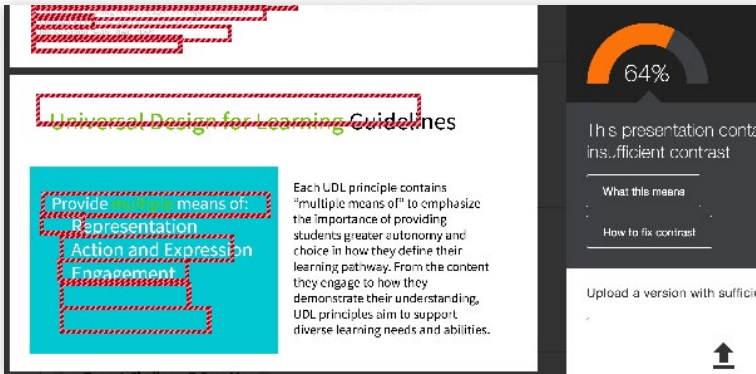 Universal Design for Learning Guidelines
Provide multiple means of:
Representation
Action and Expression
Engagement
Each UDL principle contains
"multiple means of" to emphasize
the importance of providing
students greater autonomy and
choice in how they define their
learning pathway. From the content
they engage to how they
demonstrate their understanding,
UDL principles aim to support
diverse learning needs and abilities.
64%
This presentation conta
insufficient contrast
What this means
How to fix contrast
Upload a version with suffici